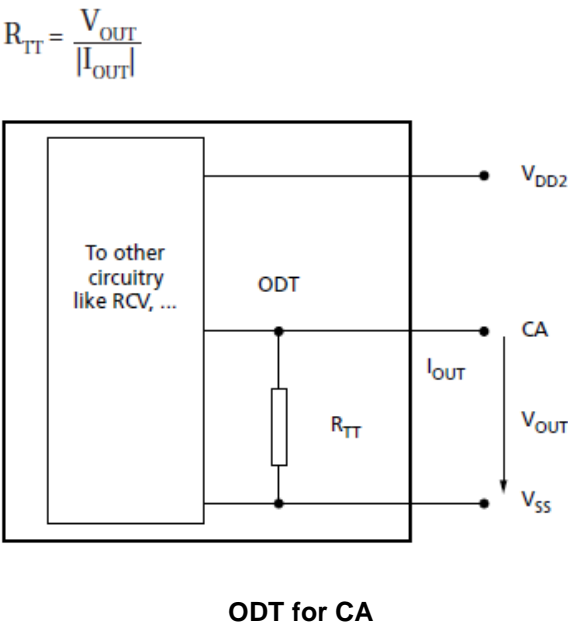 R_TT = V_OUT / |I_OUT|
V_DD2
To other
circuitry
like RCV, ...
ODT
CA
I_OUT
R_TT
V_OUT
V_SS
ODT for CA